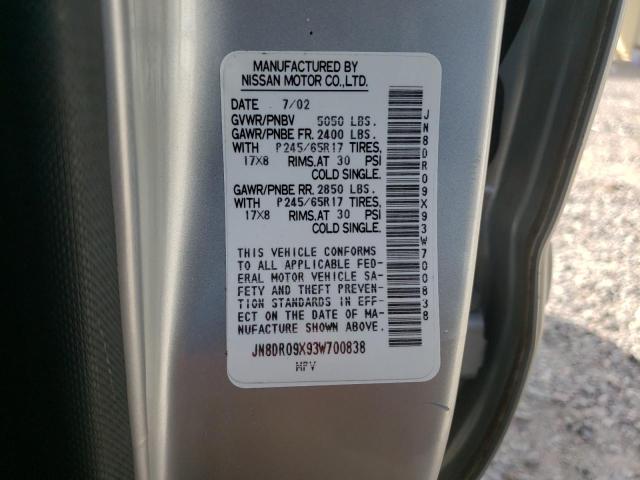 MANUFACTURED BY
NISSAN MOTOR CO.,LTD.
DATE 7/02
GVWR/PNBV 5050 LBS.
GAWR/PNBE FR. 2400 LBS.
WITH P245/65R17 TIRES,
17X8 RIMS,AT 30 PSI
COLD SINGLE.
GAWR/PNBE RR. 2850 LBS.
WITH P245/65R17 TIRES,
17X8 RIMS,AT 30 PSI
COLD SINGLE.
THIS VEHICLE CONFORMS
TO ALL APPLICABLE FED-
ERAL MOTOR VEHICLE SA-
FETY AND THEFT PREVEN-
TION STANDARDS IN EFF-
ECT ON THE DATE OF MA-
NUFACTURE SHOWN ABOVE.
JN8DR09X93W700838
MPV
JN8DR09X93W700838